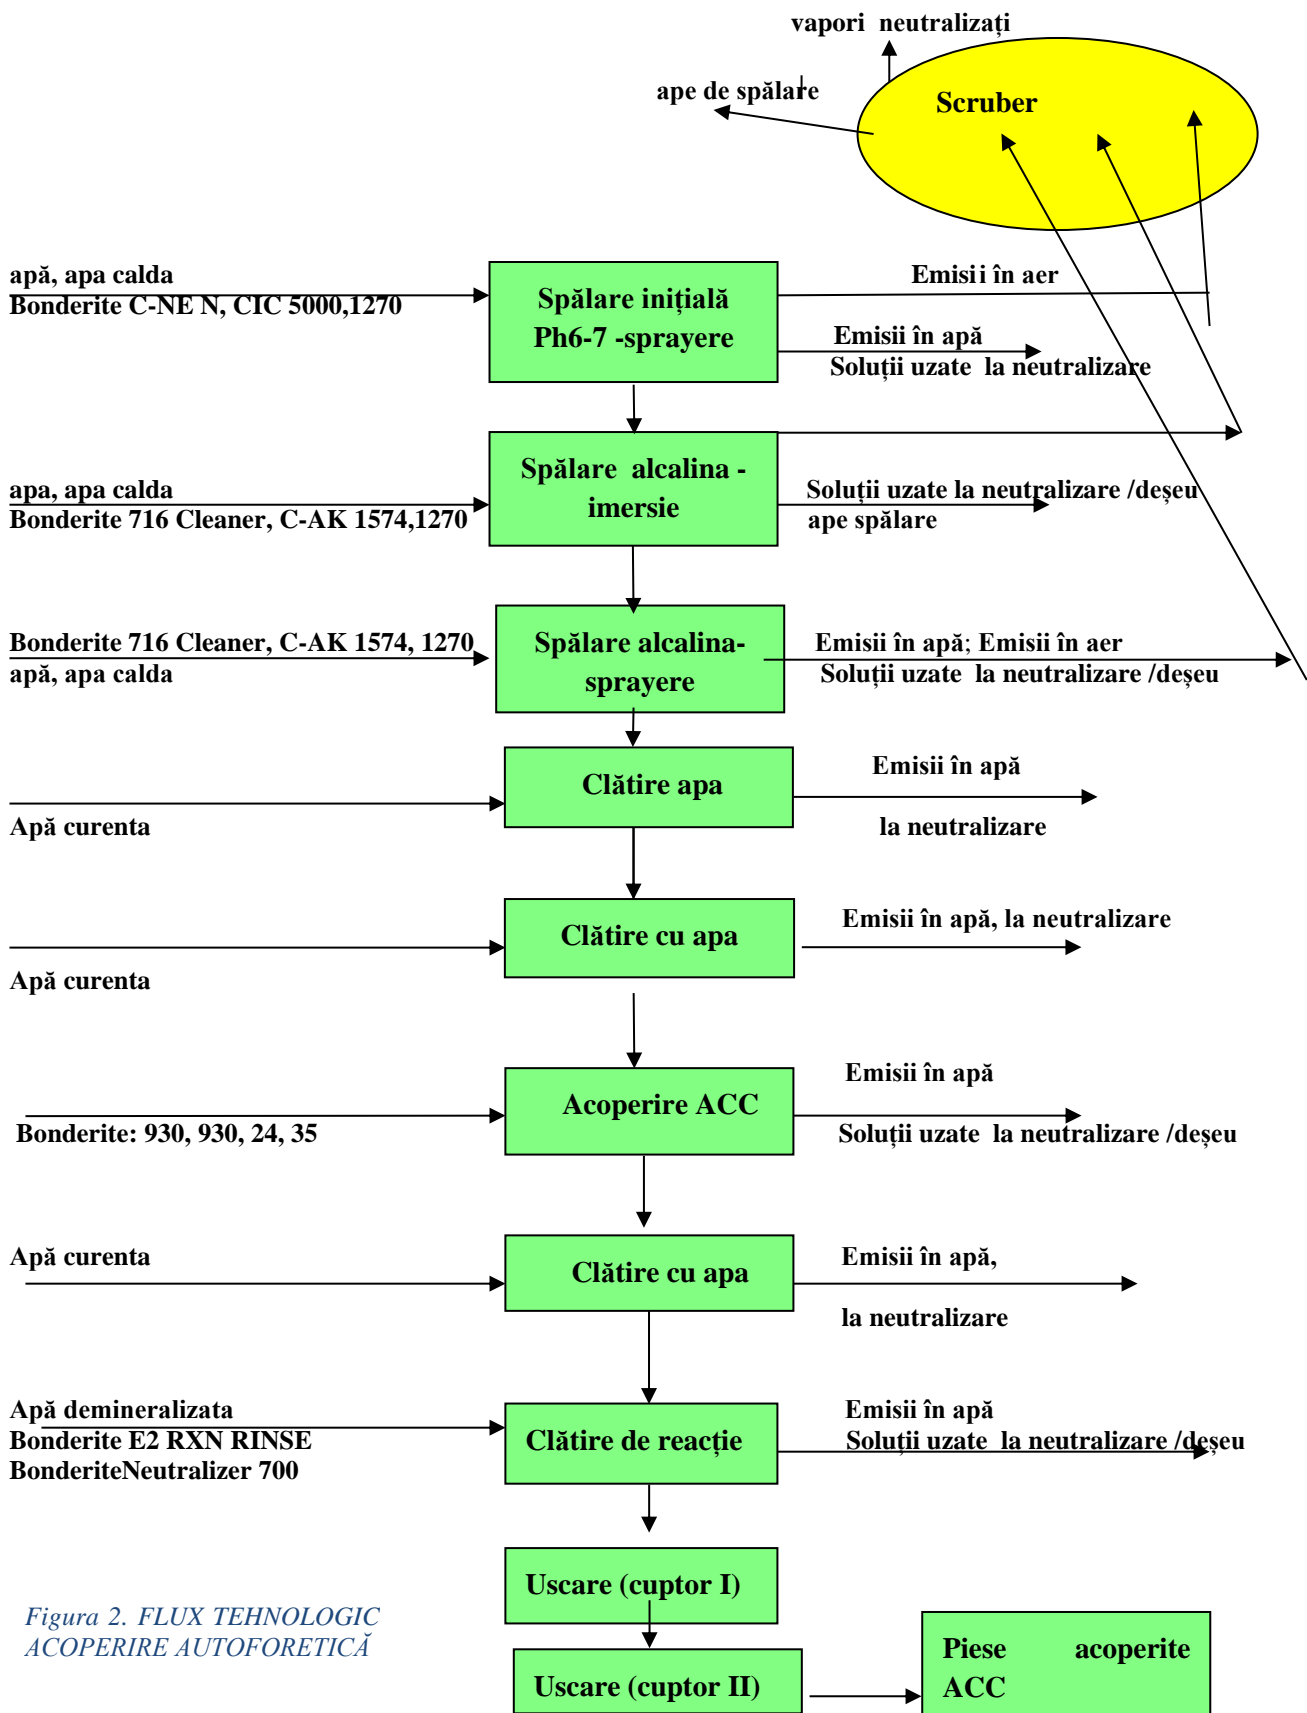 vapori  neutralizați
ape de spălare
Scruber
apă, apa calda
Bonderite C-NE N, CIC 5000,1270
Spălare inițială
Ph6-7 -sprayere
Emisii în aer
Emisii în apă
Soluții uzate  la neutralizare
apa, apa calda
Bonderite 716 Cleaner, C-AK 1574,1270
Spălare  alcalina -
imersie
Soluții uzate la neutralizare /deșeu
ape spălare
Bonderite 716 Cleaner, C-AK 1574, 1270
apă, apa calda
Spălare alcalina-
sprayere
Emisii în apă; Emisii în aer
Soluții uzate  la neutralizare /deșeu
Apă curenta
Clătire apa
Emisii în apă
la neutralizare
Apă curenta
Clătire cu apa
Emisii în apă, la neutralizare
Bonderite: 930, 930, 24, 35
Acoperire ACC
Emisii în apă
Soluții uzate  la neutralizare /deșeu
Apă curenta
Clătire cu apa
Emisii în apă,
la neutralizare
Apă demineralizata
Bonderite E2 RXN RINSE
BonderiteNeutralizer 700
Clătire de reacție
Emisii în apă
Soluții uzate  la neutralizare /deșeu
Uscare (cuptor I)
Figura 2. FLUX TEHNOLOGIC
ACOPERIRE AUTOFORETICĂ
Uscare (cuptor II)
Piese acoperite
ACC